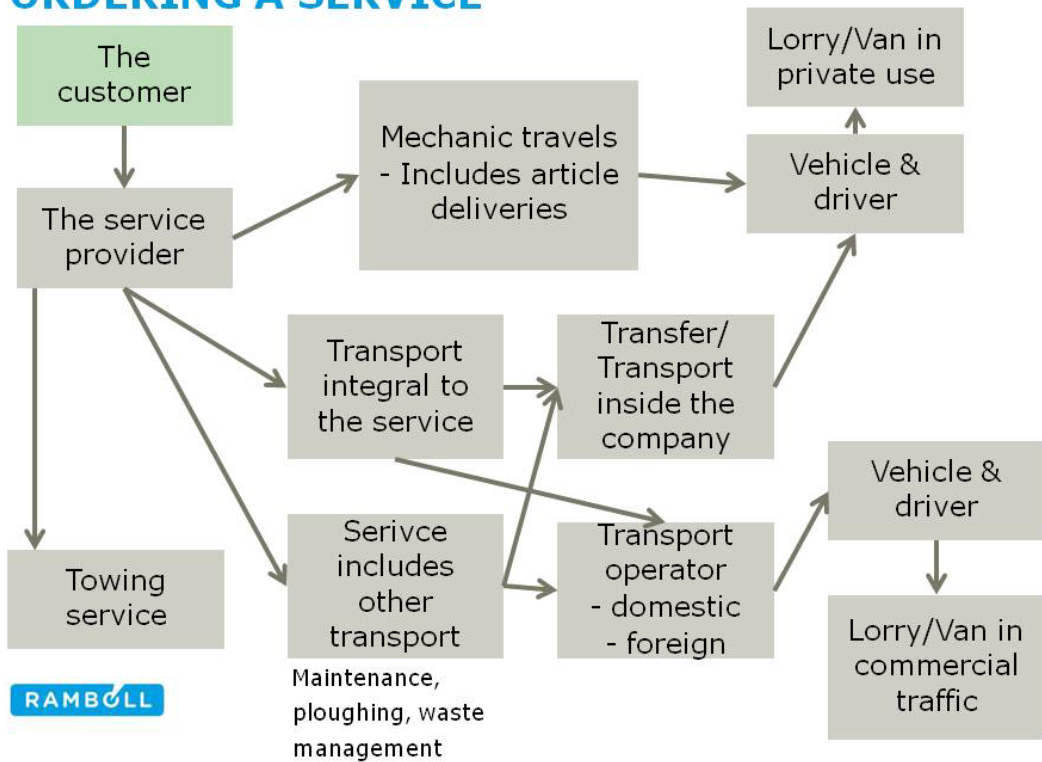 ORDERING A SERVICE
The
customer
Lorry/Van in
private use
Mechanic travels
- Includes article
deliveries
Vehicle &
driver
The service
provider
Transport
integral to
the service
Transfer/
Transport
inside the
company
Vehicle &
driver
Towing
service
Serivce
includes
other
transport
Transport
operator
- domestic
- foreign
Lorry/Van in
commercial
traffic
Maintenance,
ploughing, waste
management
RAMBOLL